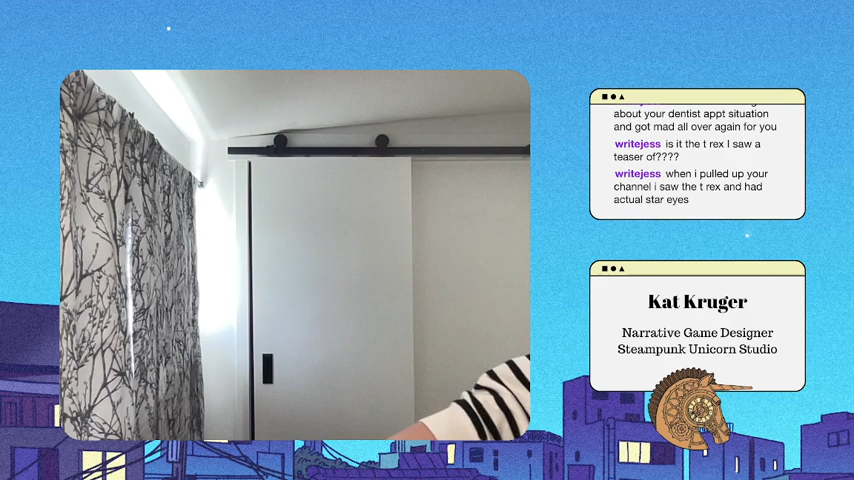 about your dentist appt situation
and got mad all over again for you
writejess is it the t rex I saw a
teaser of????
writejess when i pulled up your
channel i saw the t rex and had
actual star eyes
Kat Kruger
Narrative Game Designer
Steampunk Unicorn Studio